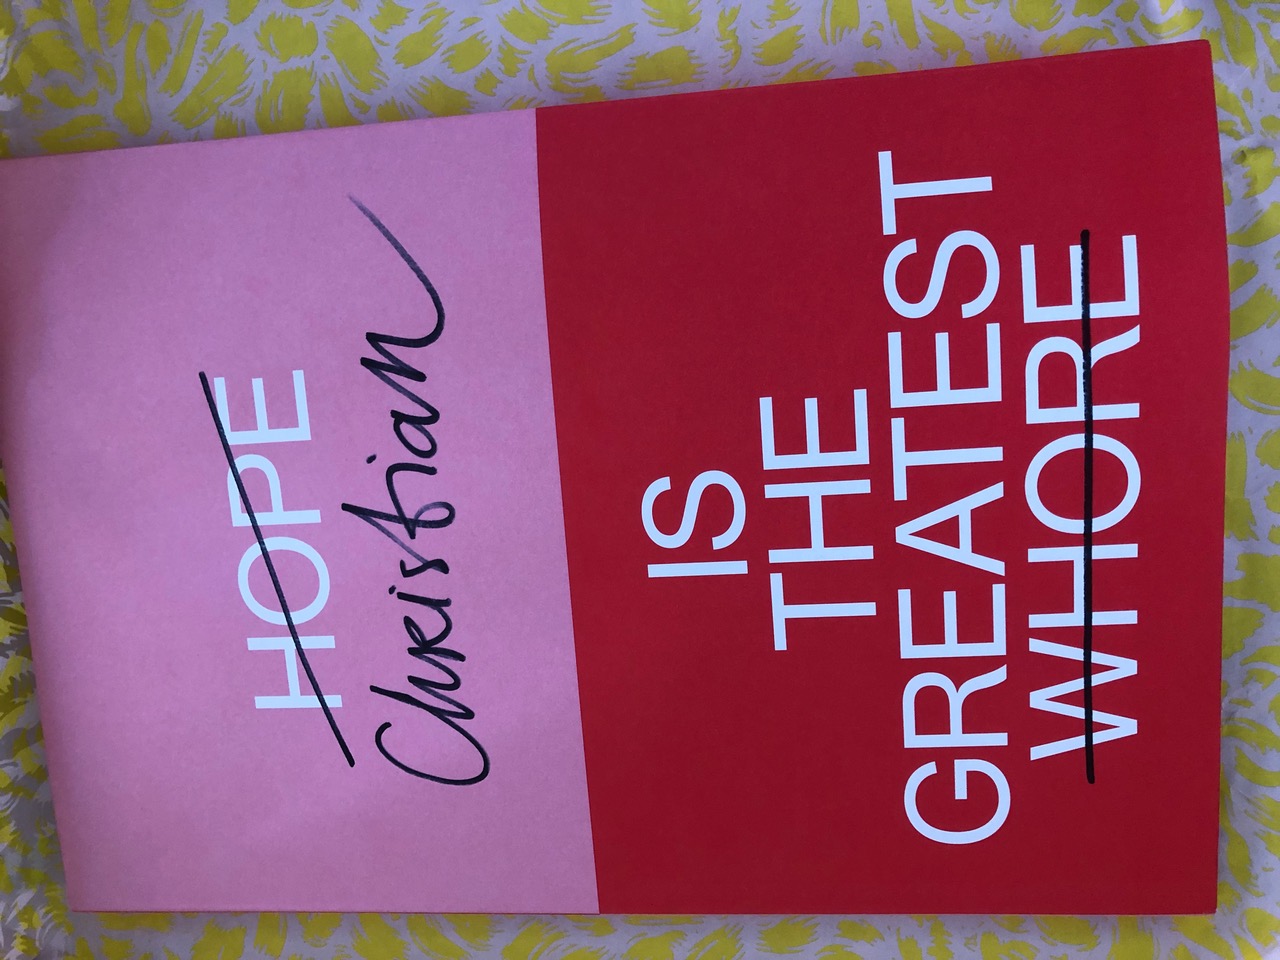 HOPE
Christian
IS
THE
GREATEST
WHORE